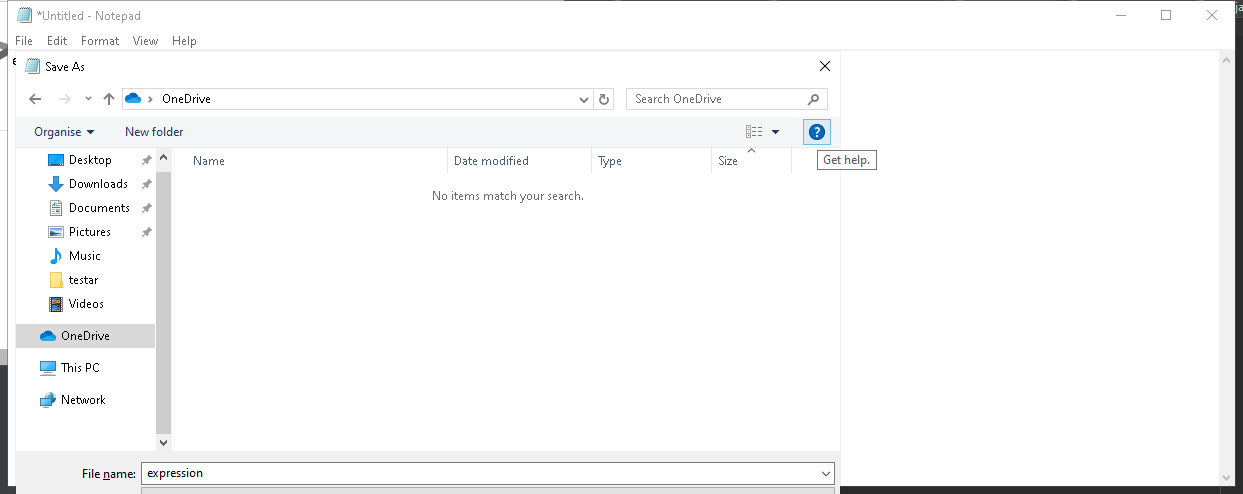 *Untitled - Notepad
File Edit Format View Help
Save As
OneDrive
Search OneDrive
Organise New folder
Get help.
Name Date modified Type Size
No items match your search.
Desktop
Downloads
Documents
Pictures
Music
testar
Videos
OneDrive
This PC
Network
File name: expression